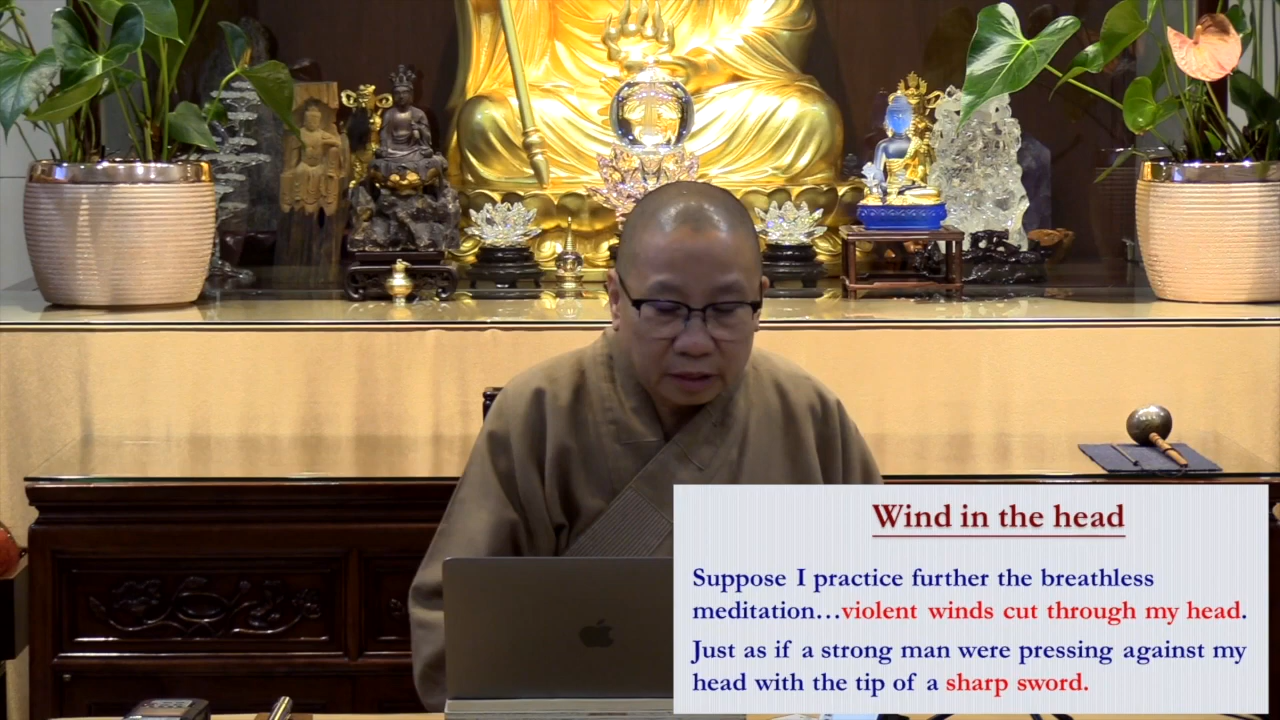 Wind in the head
Suppose I practice further the breathless
meditation…violent winds cut through my head.
Just as if a strong man were pressing against my
head with the tip of a sharp sword.